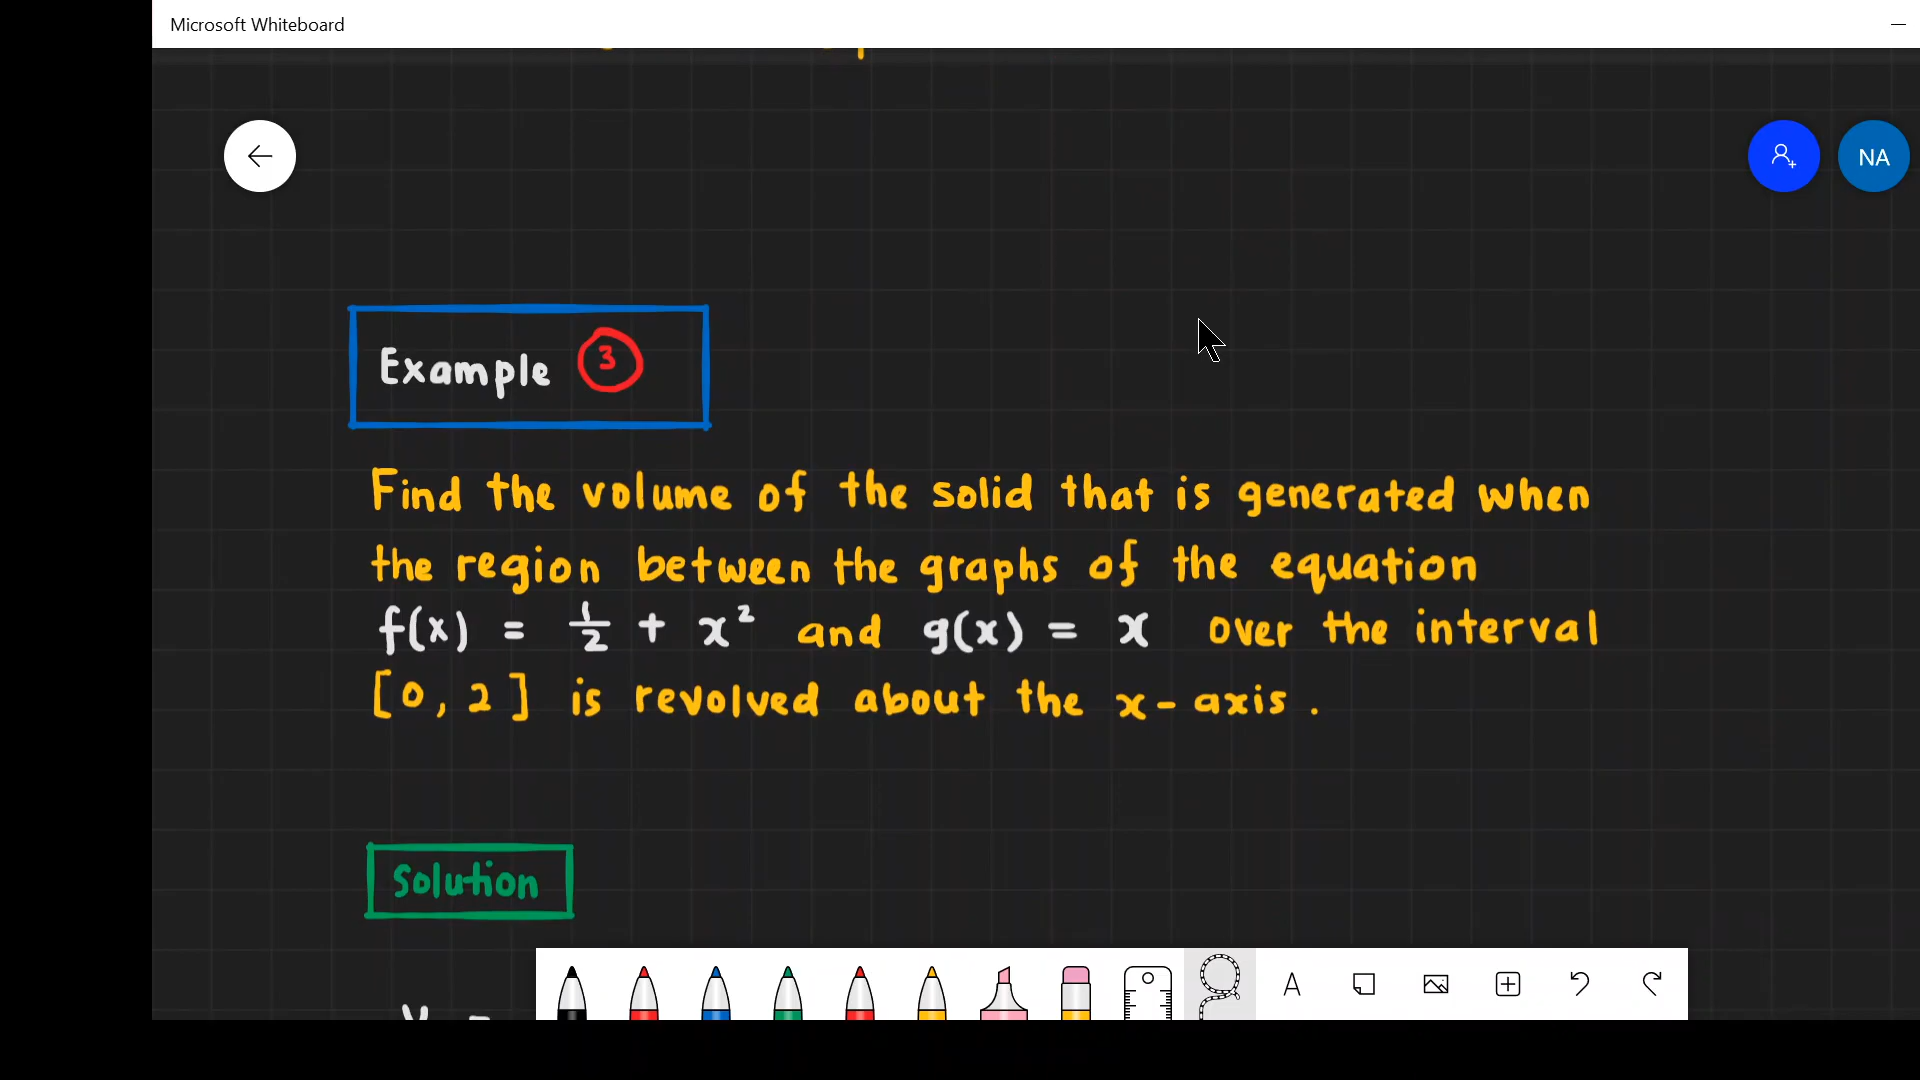 Microsoft Whiteboard
NA
Example 3
Find the volume of the solid that is generated when
the region between the graphs of the equation
f(x) = 1/2 + x² and g(x) = x over the interval
[0, 2] is revolved about the x-axis.
Solution